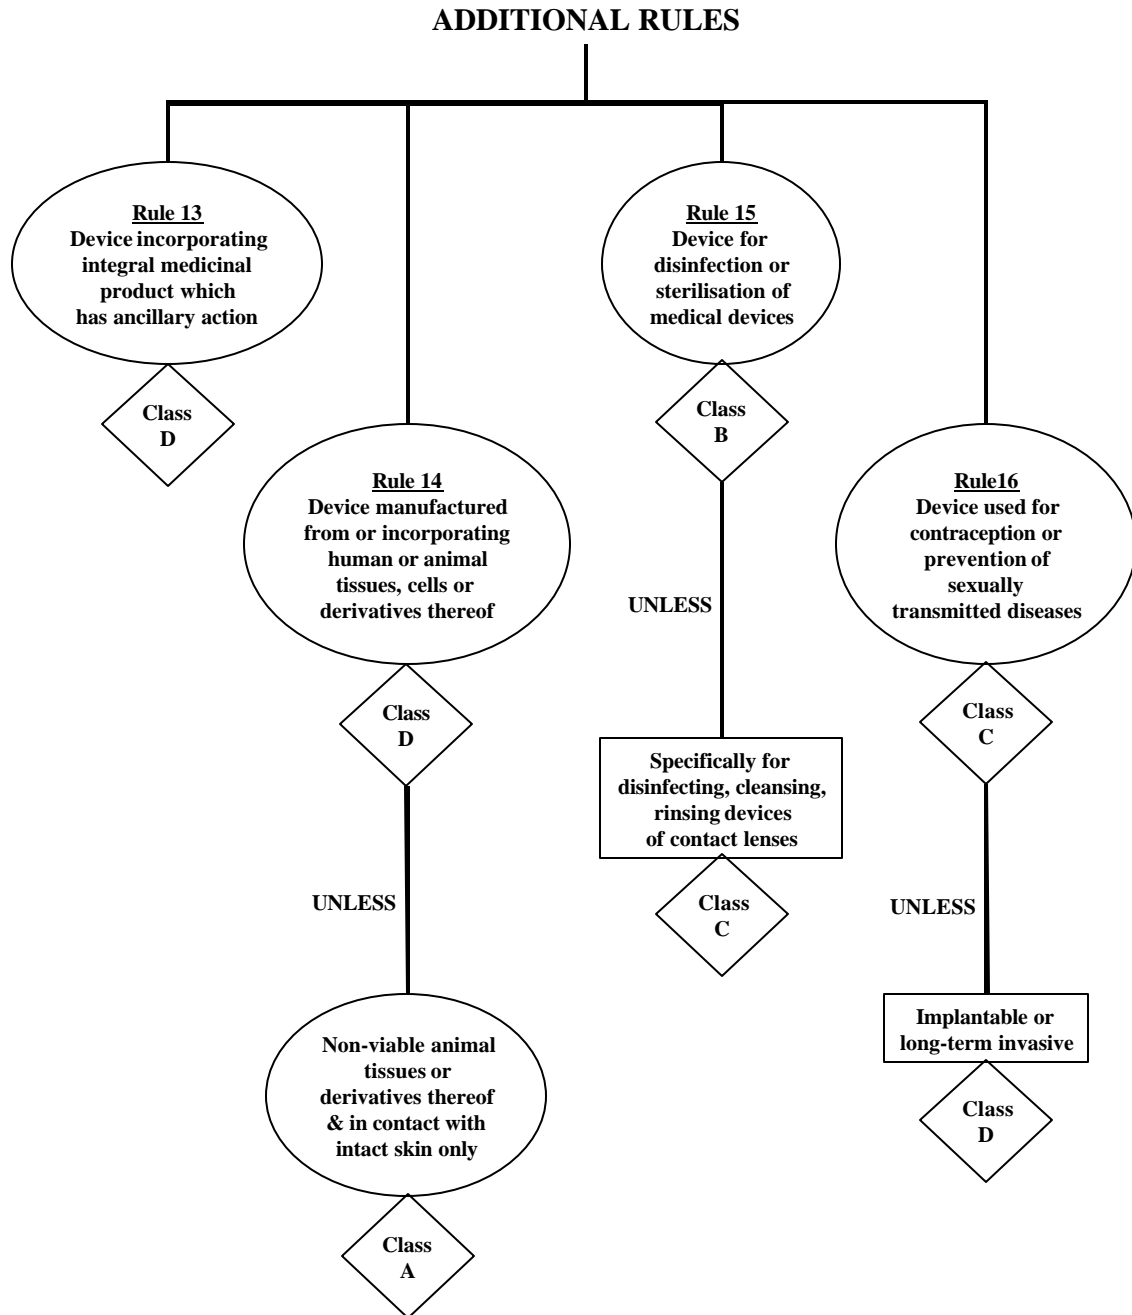 ADDITIONAL RULES
Rule 13
Device incorporating
integral medicinal
product which
has ancillary action
Class
D
Rule 14
Device manufactured
from or incorporating
human or animal
tissues, cells or
derivatives thereof
Class
D
UNLESS
Non-viable animal
tissues or
derivatives thereof
& in contact with
intact skin only
Class
A
Rule 15
Device for
disinfection or
sterilisation of
medical devices
Class
B
UNLESS
Specifically for
disinfecting, cleansing,
rinsing devices
of contact lenses
Class
C
Rule16
Device used for
contraception or
prevention of
sexually
transmitted diseases
Class
C
UNLESS
Implantable or
long-term invasive
Class
D